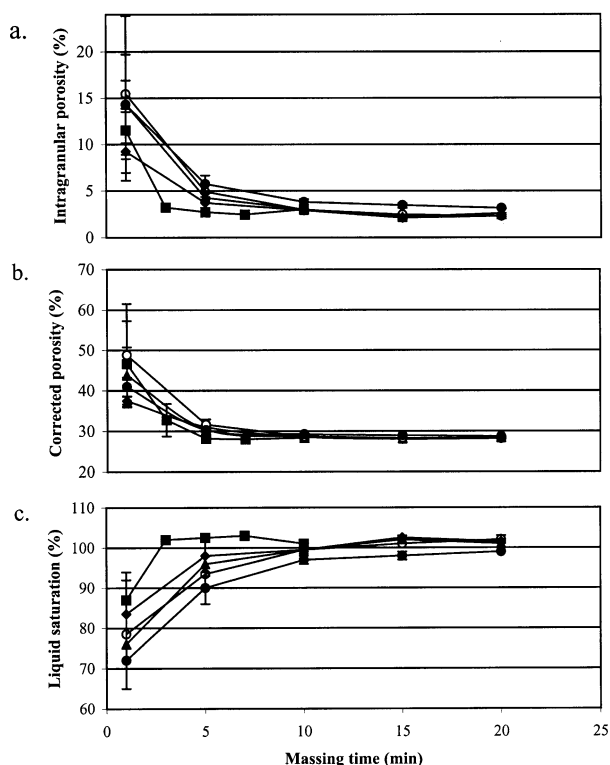 a.
Intragranular porosity (%)
20
15
10
5
0
b.
Corrected porosity (%)
70
60
50
40
30
20
c.
Liquid saturation (%)
110
100
90
80
70
60
0 5 10 15 20 25
Massing time (min)